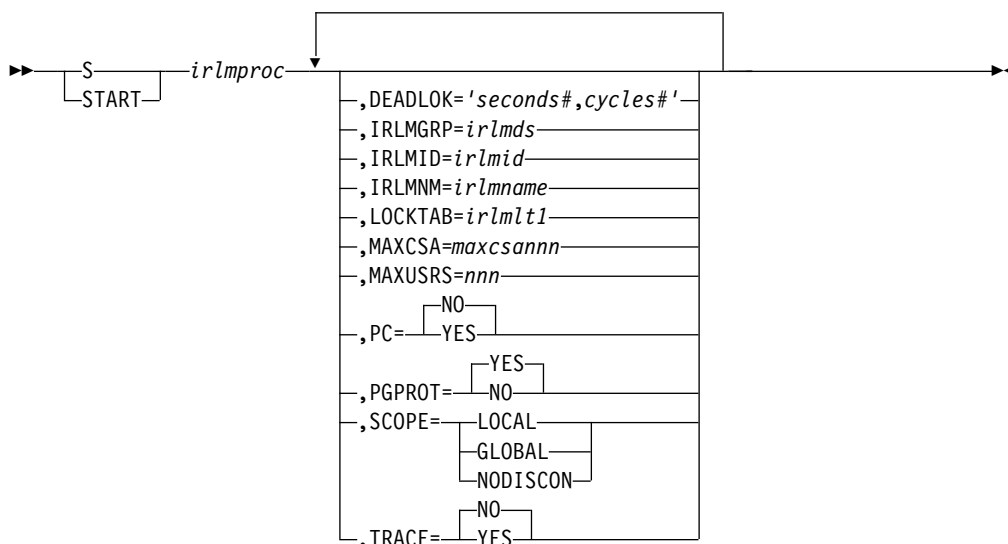 S irlmproc
START
,DEADLOK='seconds#,cycles#'
,IRLMGRP=irlmds
,IRLMID=irlmid
,IRLMNM=irlmname
,LOCKTAB=irlmlt1
,MAXCSA=maxcsannn
,MAXUSRS=nnn
NO
,PC= YES
YES
,PGPROT= NO
,SCOPE= LOCAL
GLOBAL
NODISCON
NO
,TRACE= YES